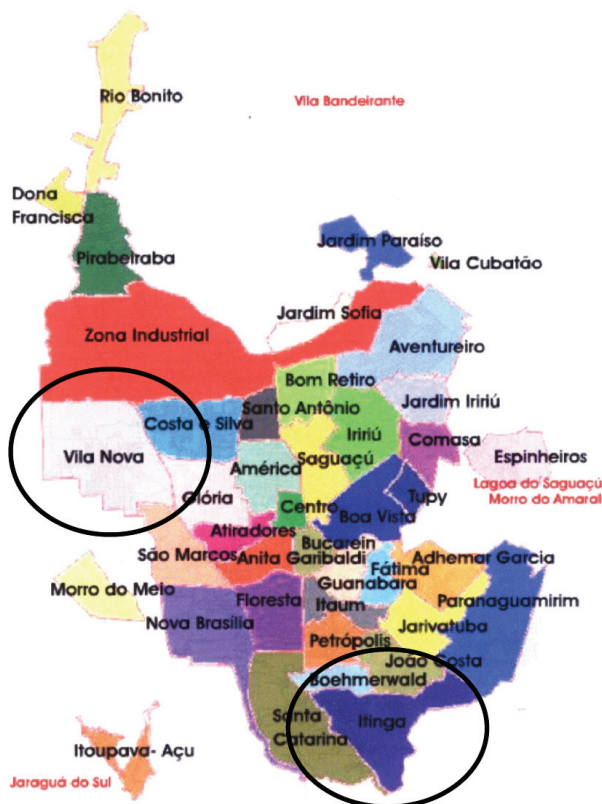 Rio Bonito
Vila Bandeirante
Dona
Francisca
Pirabeiraba
Jardim Paraíso
Vila Cubatão
Jardim Sofia
Zona Industrial
Aventureiro
Bom Retiro
Jardim Iririú
Costa e Silva
Santo Antônio
Iririú
Comasa
Vila Nova
Saguaçú
Espinheiros
América
Lagoa do Saguaçú
Morro do Amaral
Glória
Centro
Tupy
Boa Vista
Atiradores
Bucarein
São Marcos
Anita Garibaldi
Fátima
Adhemar Garcia
Morro do Meio
Guanabara
Floresta
Itaum
Paranaguamirim
Nova Brasília
Jarivatuba
Petrópolis
João Costa
Boehmerwald
Santa
Catarina
Itinga
Itoupava- Açu
Jaraguá do Sul